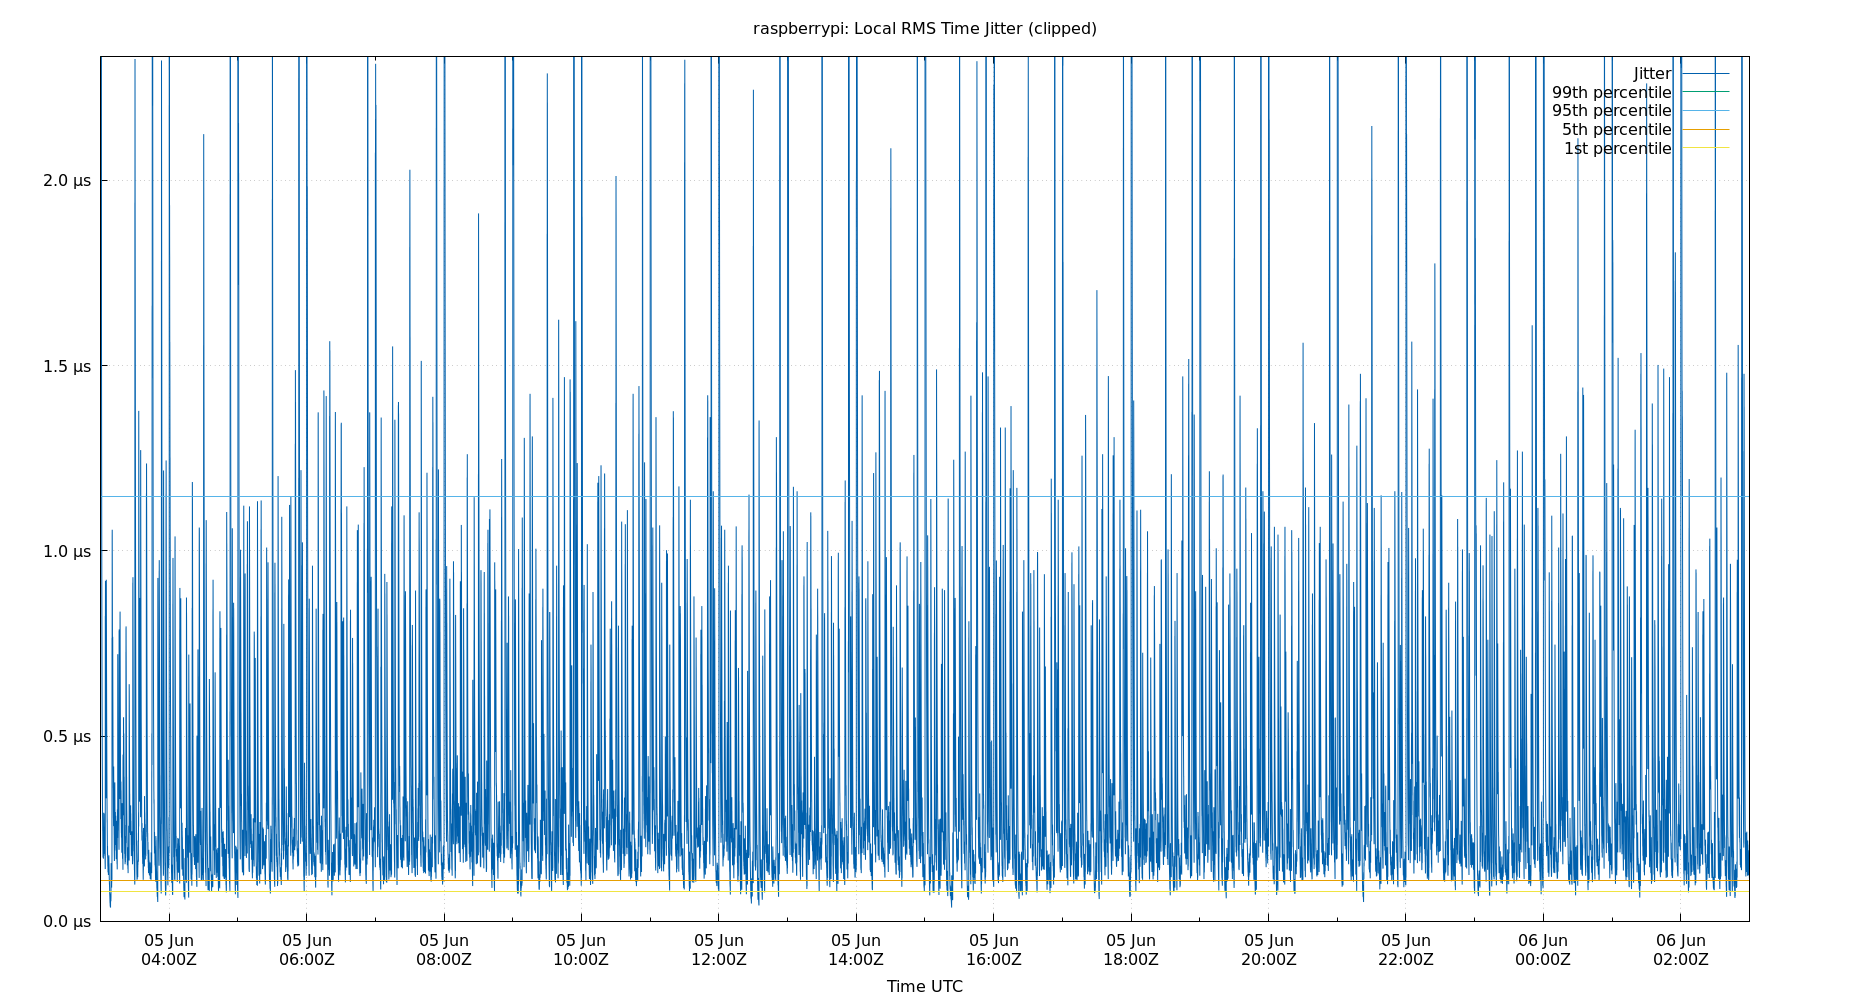 raspberrypi: Local RMS Time Jitter (clipped)
Jitter
99th percentile
95th percentile
5th percentile
1st percentile
2.0 μs
1.5 μs
1.0 μs
0.5 μs
0.0 μs
05 Jun 05 Jun 05 Jun 05 Jun 05 Jun 05 Jun 05 Jun 05 Jun 05 Jun 05 Jun 06 Jun 06 Jun
04:00Z 06:00Z 08:00Z 10:00Z 12:00Z 14:00Z 16:00Z 18:00Z 20:00Z 22:00Z 00:00Z 02:00Z
Time UTC